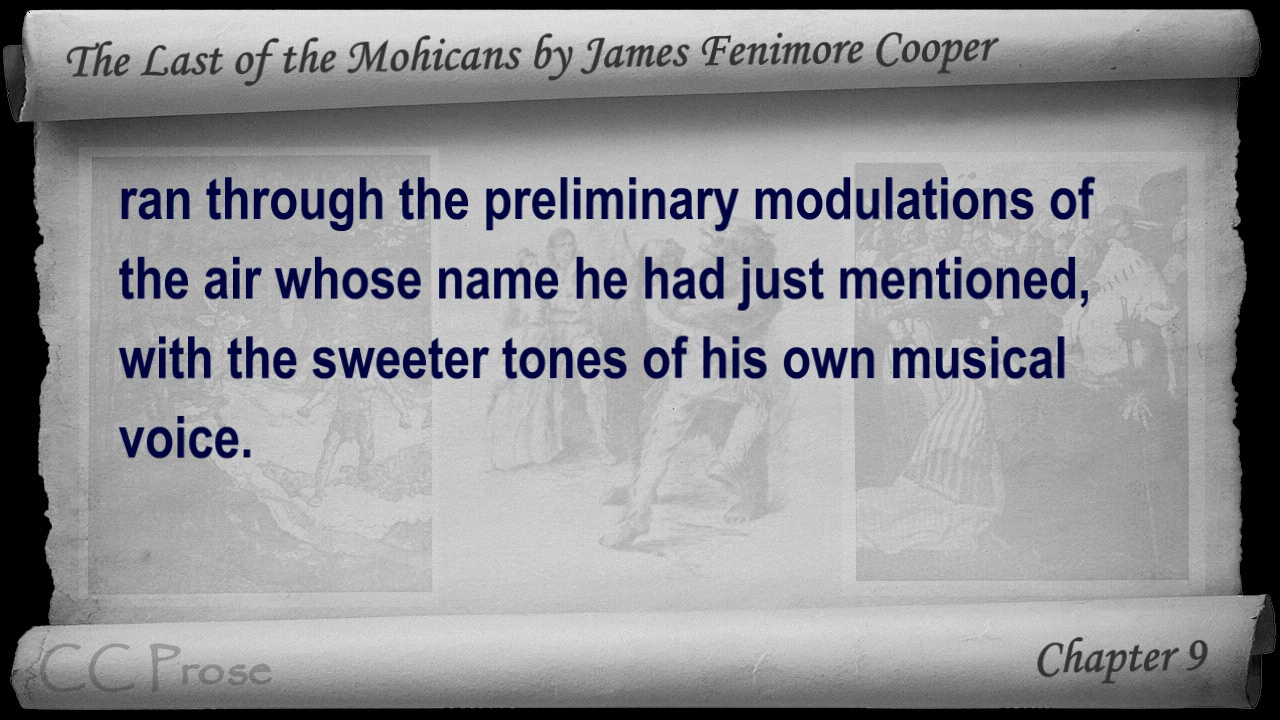 The Last of the Mohicans by James Fenimore Cooper
ran through the preliminary modulations of
the air whose name he had just mentioned,
with the sweeter tones of his own musical
voice.
CC Prose
Chapter 9